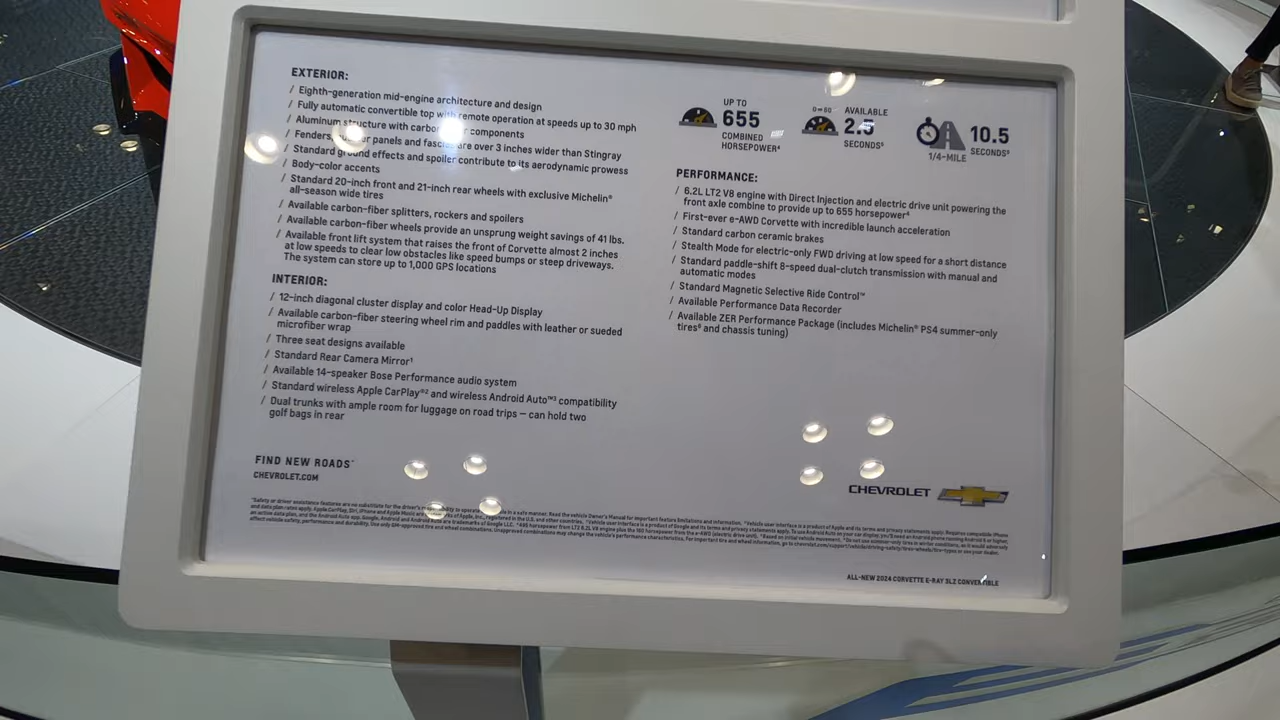 EXTERIOR:
/ Eighth-generation mid-engine architecture and design
/ Fully automatic convertible top with remote operation at speeds up to 30 mph
/ Aluminum structure with carbon components
/ Fenders, panels and fascias are over 3 inches wider than Stingray
/ Standard ground effects and spoiler contribute to its aerodynamic prowess
/ Body-color accents
/ Standard 20-inch front and 21-inch rear wheels with exclusive Michelin®
all-season wide tires
/ Available carbon-fiber splitters, rockers and spoilers
/ Available carbon-fiber wheels provide an unsprung weight savings of 41 lbs.
/ Available front lift system that raises the front of Corvette almost 2 inches
at low speeds to clear low obstacles like speed bumps or steep driveways.
The system can store up to 1,000 GPS locations
INTERIOR:
/ 12-inch diagonal cluster display and color Head-Up Display
/ Available carbon-fiber steering wheel rim and paddles with leather or sueded
microfiber wrap
/ Three seat designs available
/ Standard Rear Camera Mirror¹
/ Available 14-speaker Bose Performance audio system
/ Standard wireless Apple CarPlay®² and wireless Android Auto™³ compatibility
/ Dual trunks with ample room for luggage on road trips – can hold two
golf bags in rear
FIND NEW ROADS™
CHEVROLET.COM
UP TO
655
COMBINED
HORSEPOWER⁴
0-60
AVAILABLE
2.5
SECONDS⁵
10.5
SECONDS⁵
1/4-MILE
PERFORMANCE:
/ 6.2L LT2 V8 engine with Direct Injection and electric drive unit powering the
front axle combine to provide up to 655 horsepower⁴
/ First-ever e-AWD Corvette with incredible launch acceleration
/ Standard carbon ceramic brakes
/ Stealth Mode for electric-only FWD driving at low speed for a short distance
/ Standard paddle-shift 8-speed dual-clutch transmission with manual and
automatic modes
/ Standard Magnetic Selective Ride Control™
/ Available Performance Data Recorder
/ Available ZER Performance Package (includes Michelin® PS4 summer-only
tires⁶ and chassis tuning)
CHEVROLET
ALL-NEW 2024 CORVETTE E-RAY 3LZ CONVERTIBLE